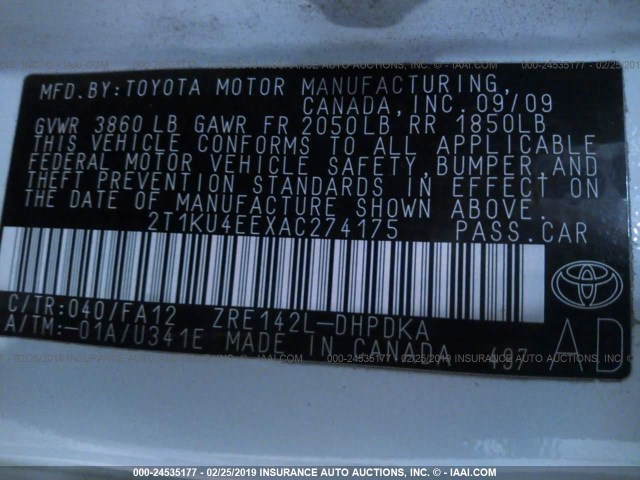 MFD.BY:TOYOTA MOTOR MANUFACTURING,
CANADA, INC. 09/09
GVWR 3860 LB GAWR FR 2050LB RR 1850LB
THIS VEHICLE CONFORMS TO ALL APPLICABLE
FEDERAL MOTOR VEHICLE SAFETY, BUMPER, AND
THEFT PREVENTION STANDARDS IN EFFECT ON
THE DATE OF MANUFACTURE SHOWN ABOVE.
2T1KU4EEXAC274175 PASS.CAR
C/TR:040/FA12 ZRE142L-DHPDKA
A/TM:-01A/U341E MADE IN CANADA 497
AD
000-24535177 - 02/25/2019 INSURANCE AUTO AUCTIONS, INC. - IAAI.COM